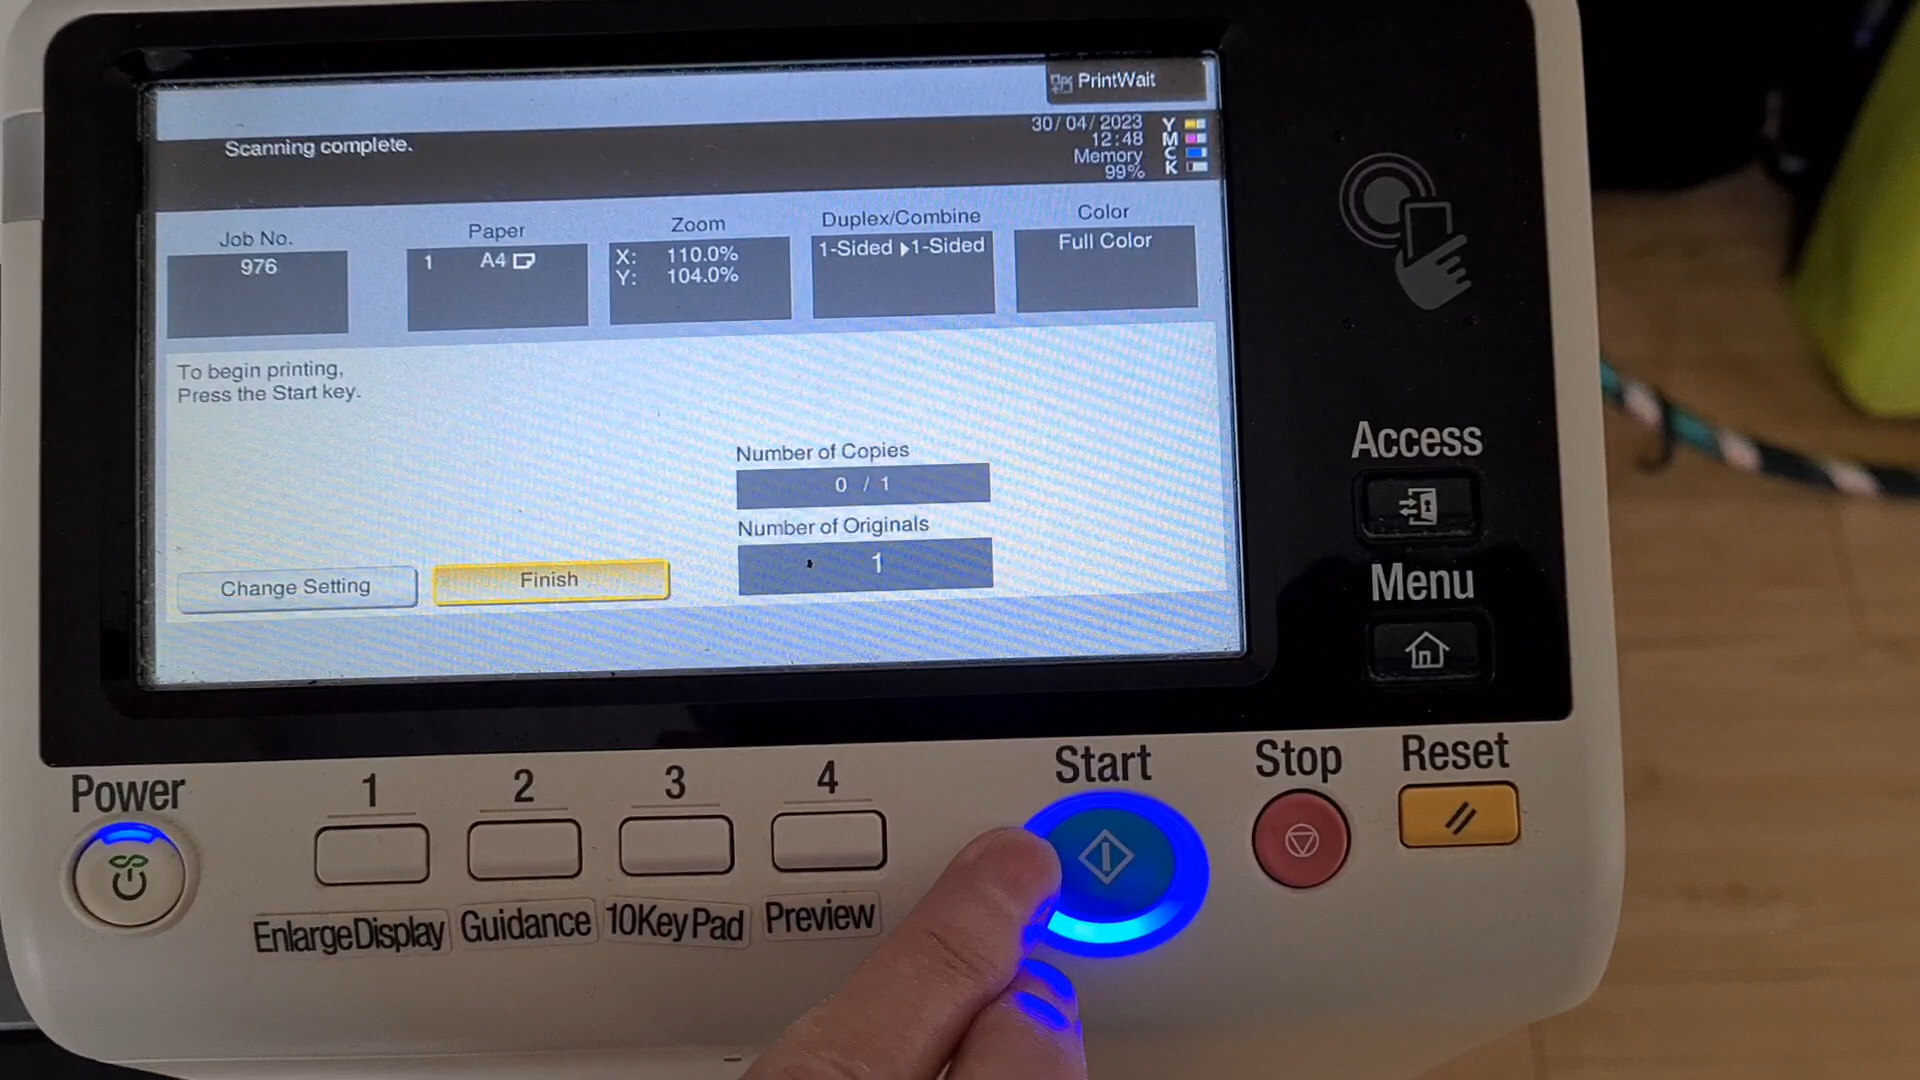 PrintWait
Scanning complete.
30/04/2023
12:48
Memory
99%
Y
M
C
K
Job No.
976
Paper
1 A4
Zoom
X: 110.0%
Y: 104.0%
Duplex/Combine
1-Sided ▶1-Sided
Color
Full Color
To begin printing,
Press the Start key.
Number of Copies
0 / 1
Number of Originals
1
Change Setting
Finish
Access
Menu
Power
1
2
3
4
Start
Stop
Reset
EnlargeDisplay
Guidance
10KeyPad
Preview